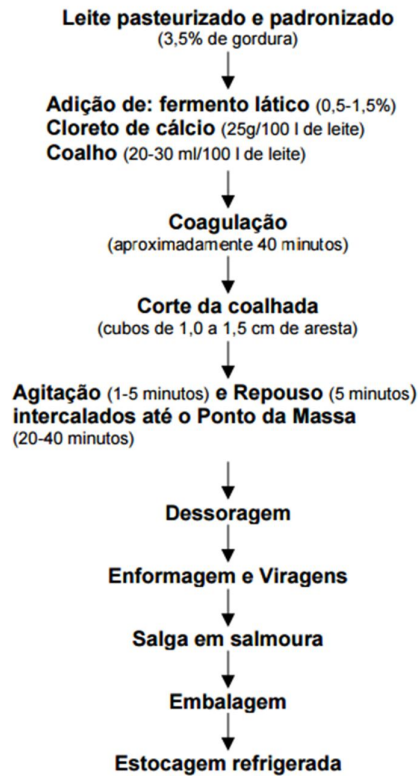 Leite pasteurizado e padronizado
(3,5% de gordura)
Adição de: fermento lático (0,5-1,5%)
Cloreto de cálcio (25g/100 l de leite)
Coalho (20-30 ml/100 l de leite)
Coagulação
(aproximadamente 40 minutos)
Corte da coalhada
(cubos de 1,0 a 1,5 cm de aresta)
Agitação (1-5 minutos) e Repouso (5 minutos)
intercalados até o Ponto da Massa
(20-40 minutos)
Dessoragem
Enformagem e Viragens
Salga em salmoura
Embalagem
Estocagem refrigerada